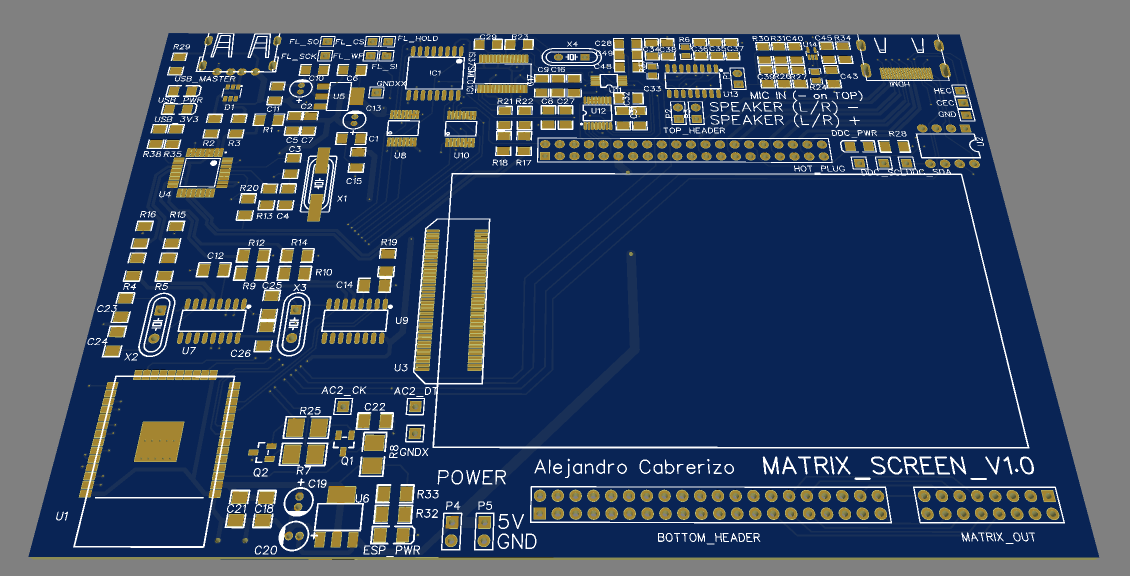 R29
USB_MASTER
USB_PWR
USB_3V3
R38 R35
D1
R2 R3
R1
C11
C10
C6
U5
C2
C5 C7
C13
C1
C3
C15
FL_SO FL_CS FL_HOLD
FL_SCK FL_WP FL_SI
GNDXX
IC1
U8
U10
C29 R23
X4
C9 C16
R21 R22
C8 C27
R18 R17
C28
C48
U12
C33
R6
C36 C35 C37
U13
R30 R31 C40
U14
C45 R34
C43
R24
HDMI
HEC
CEC
GND
MIC IN (- on TOP)
SPEAKER (L/R) -
SPEAKER (L/R) +
TOP_HEADER
DDC_PWR R28
U2
HOT_PLUG
U4
R20
R13 C4
X1
R16 R15
R12 R14
R19
C12
R9
R10
C14
R4 R5
C25 X3
C23
C24
X2
U7
C26
U9
U3
AC2_CK AC2_DT
R25
C22
R8
GNDX
Q2
R7
Q1
C19
U6
C21 C18
R33
R32
C20
ESP_PWR
U1
POWER
P4 P5
5V
GND
Alejandro Cabrerizo MATRIX_SCREEN_V1.0
BOTTOM_HEADER
MATRIX_OUT